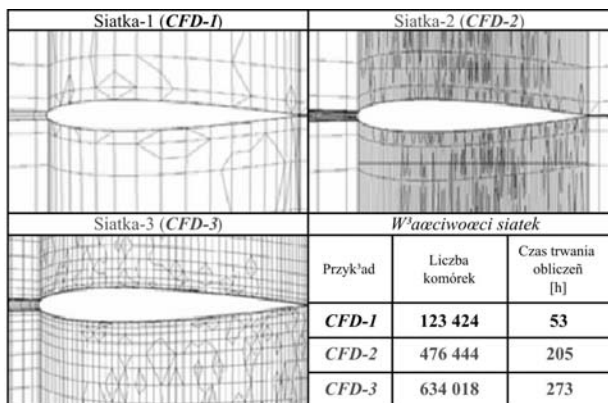 Siatka-1 (CFD-1)
Siatka-2 (CFD-2)
Siatka-3 (CFD-3)
W³aœciwoœci siatek
Przyk³ad
Liczba komórek
Czas trwania obliczeń [h]
CFD-1 123 424 53
CFD-2 476 444 205
CFD-3 634 018 273